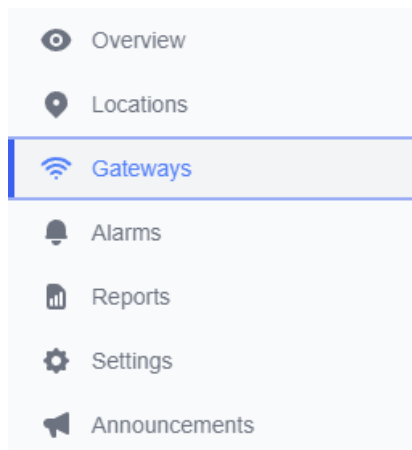 Overview
Locations
Gateways
Alarms
Reports
Settings
Announcements